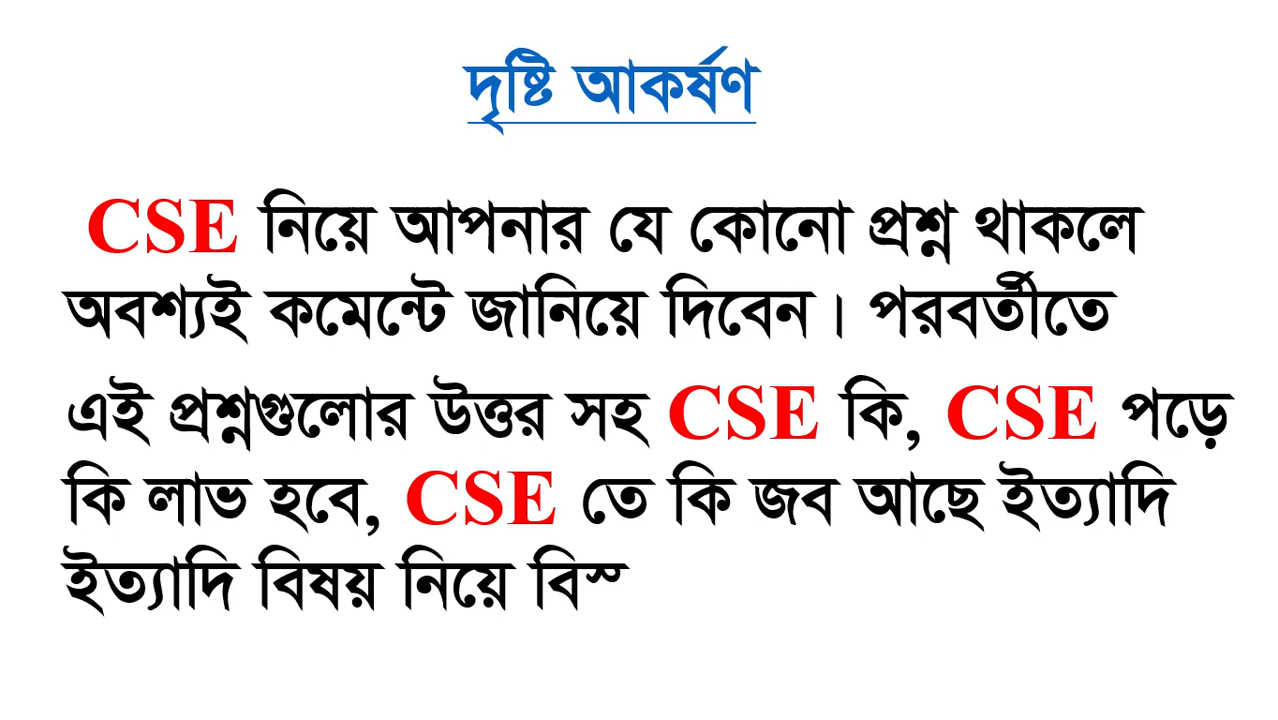 দৃষ্টি আকর্ষণ
CSE নিয়ে আপনার যে কোনো প্রশ্ন থাকলে
অবশ্যই কমেন্টে জানিয়ে দিবেন। পরবর্তীতে
এই প্রশ্নগুলোর উত্তর সহ CSE কি, CSE পড়ে
কি লাভ হবে, CSE তে কি জব আছে ইত্যাদি
ইত্যাদি বিষয় নিয়ে